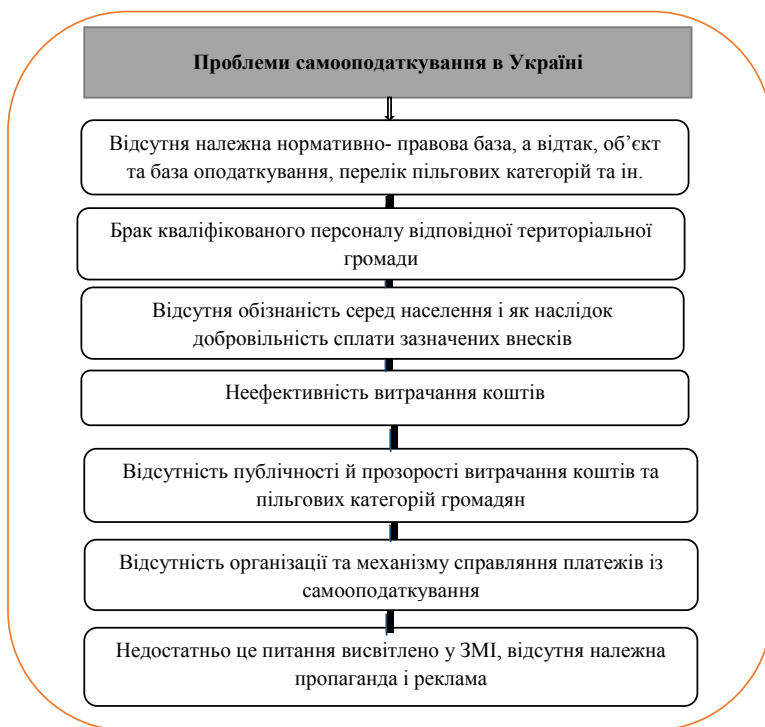 Проблеми самооподаткування в Україні
Відсутня належна нормативно- правова база, а відтак, об’єкт
та база оподаткування, перелік пільгових категорій та ін.
Брак кваліфікованого персоналу відповідної територіальної
громади
Відсутня обізнаність серед населення і як наслідок
добровільність сплати зазначених внесків
Неефективність витрачання коштів
Відсутність публічності й прозорості витрачання коштів та
пільгових категорій громадян
Відсутність організації та механізму справляння платежів із
самооподаткування
Недостатньо це питання висвітлено у ЗМІ, відсутня належна
пропаганда і реклама